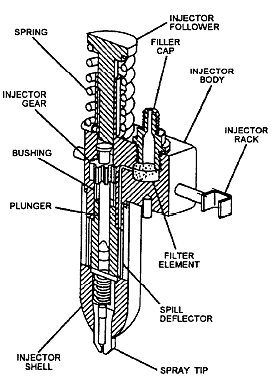 INJECTOR
FOLLOWER
SPRING
FILLER
CAP
INJECTOR
BODY
INJECTOR
GEAR
INJECTOR
RACK
BUSHING
PLUNGER
FILTER
ELEMENT
SPILL
DEFLECTOR
INJECTOR
SHELL
SPRAY TIP